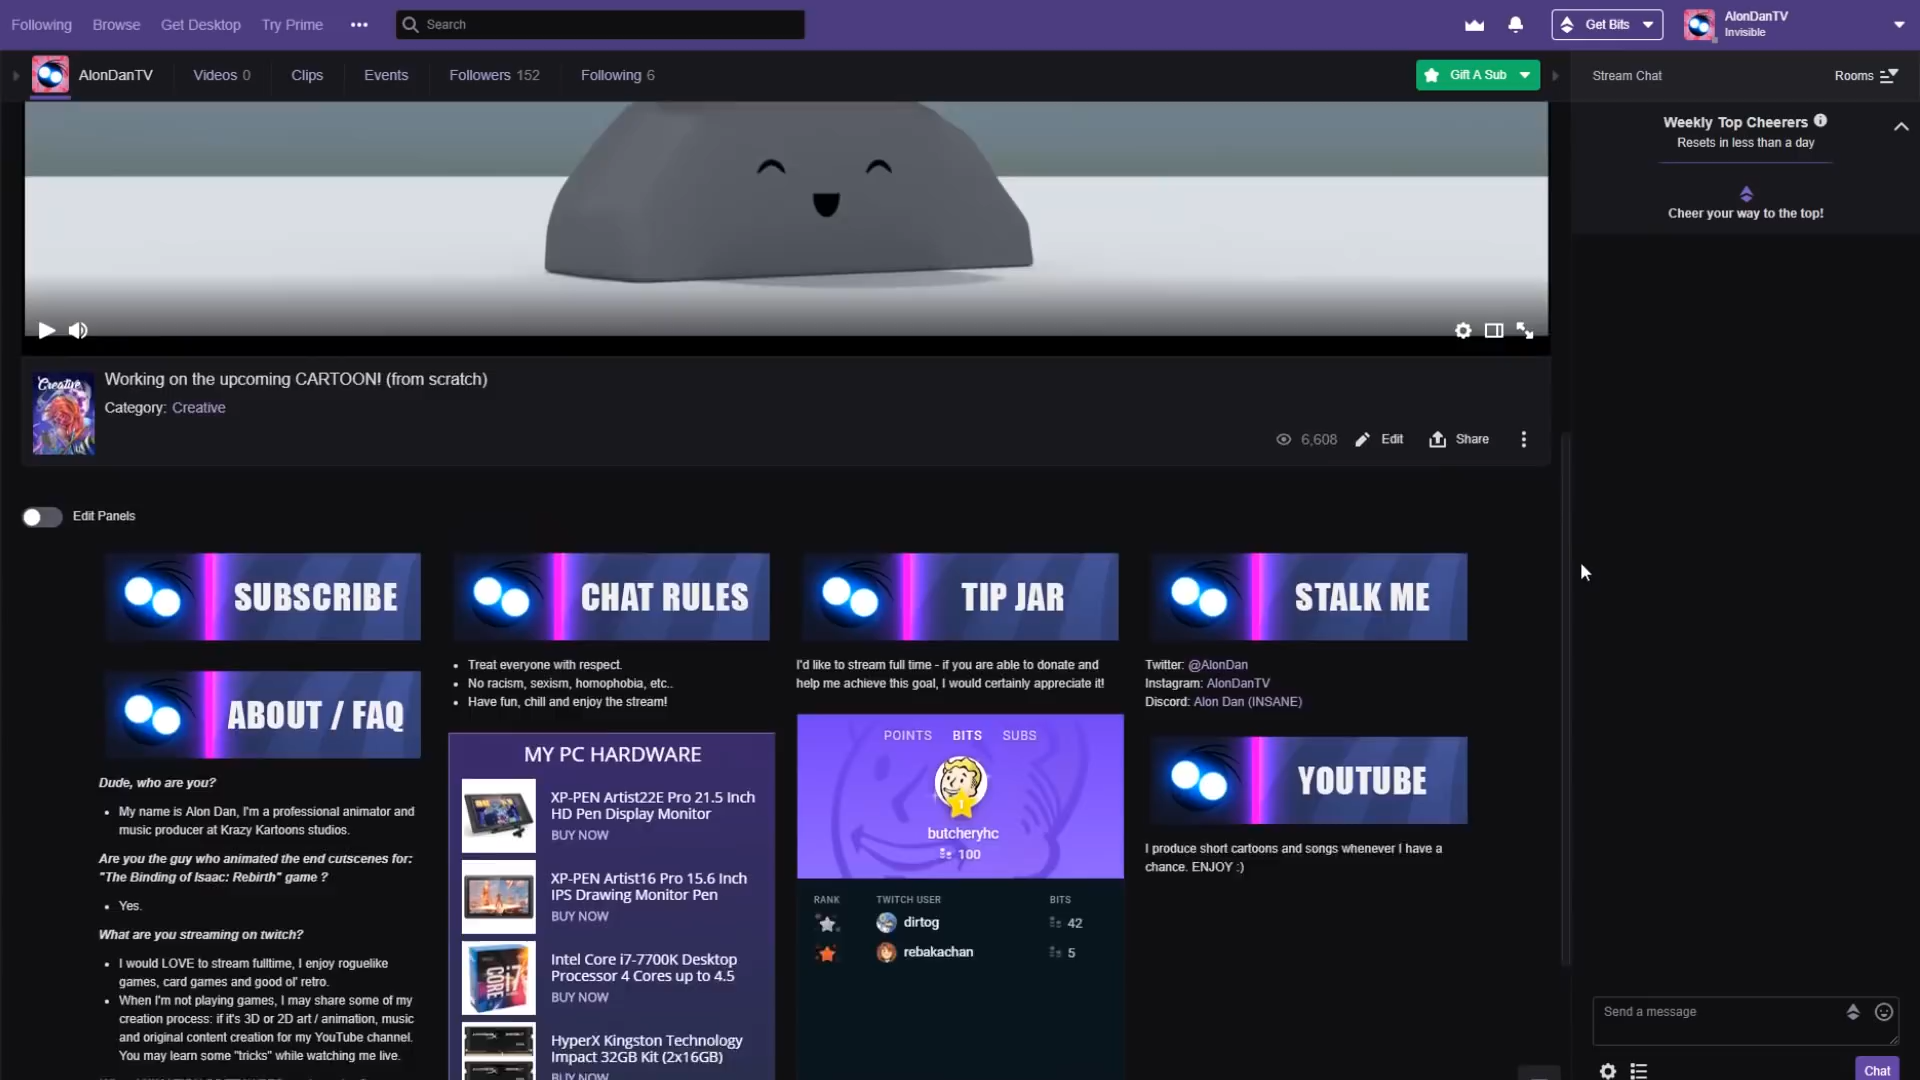 Following Browse Get Desktop Try Prime ••• Search Get Bits AlonDanTV
Invisible
AlonDanTV Videos 0 Clips Events Followers 152 Following 6 Gift A Sub Stream Chat Rooms
Weekly Top Cheerers
Resets in less than a day
Cheer your way to the top!
Creative
Working on the upcoming CARTOON! (from scratch)
Category: Creative
6,608 Edit Share
Edit Panels
SUBSCRIBE
ABOUT / FAQ
Dude, who are you?
• My name is Alon Dan, I'm a professional animator and
music producer at Krazy Kartoons studios.
Are you the guy who animated the end cutscenes for:
"The Binding of Isaac: Rebirth" game ?
• Yes.
What are you streaming on twitch?
• I would LOVE to stream fulltime, I enjoy roguelike
games, card games and good ol' retro.
• When I'm not playing games, I may share some of my
creation process: if it's 3D or 2D art / animation, music
and original content creation for my YouTube channel.
You may learn some "tricks" while watching me live.
CHAT RULES
• Treat everyone with respect.
• No racism, sexism, homophobia, etc..
• Have fun, chill and enjoy the stream!
MY PC HARDWARE
XP-PEN Artist22E Pro 21.5 Inch
HD Pen Display Monitor
BUY NOW
XP-PEN Artist16 Pro 15.6 Inch
IPS Drawing Monitor Pen
BUY NOW
CORE i7
Intel Core i7-7700K Desktop
Processor 4 Cores up to 4.5
BUY NOW
HyperX Kingston Technology
Impact 32GB Kit (2x16GB)
BUY NOW
TIP JAR
I'd like to stream full time - if you are able to donate and
help me achieve this goal, I would certainly appreciate it!
POINTS BITS SUBS
1
butcheryhc
100
RANK TWITCH USER BITS
dirtog 42
rebakachan 5
STALK ME
Twitter: @AlonDan
Instagram: AlonDanTV
Discord: Alon Dan (INSANE)
YOUTUBE
I produce short cartoons and songs whenever I have a
chance. ENJOY :)
Send a message
Chat